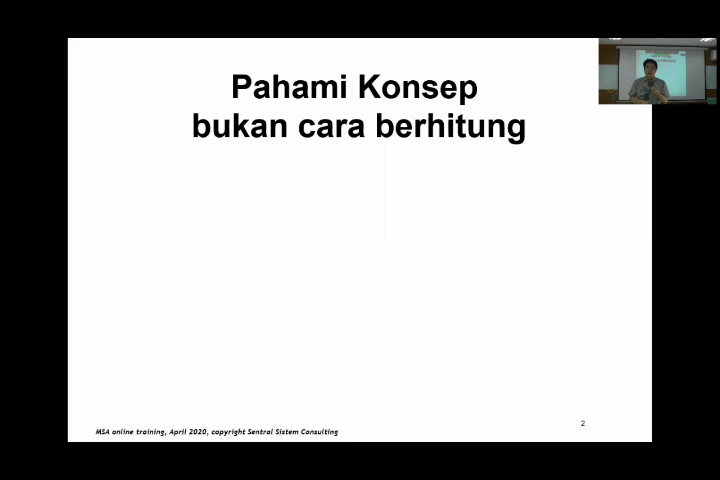 Pahami Konsep
bukan cara berhitung
MSA online training, April 2020, copyright Sentral Sistem Consulting
2